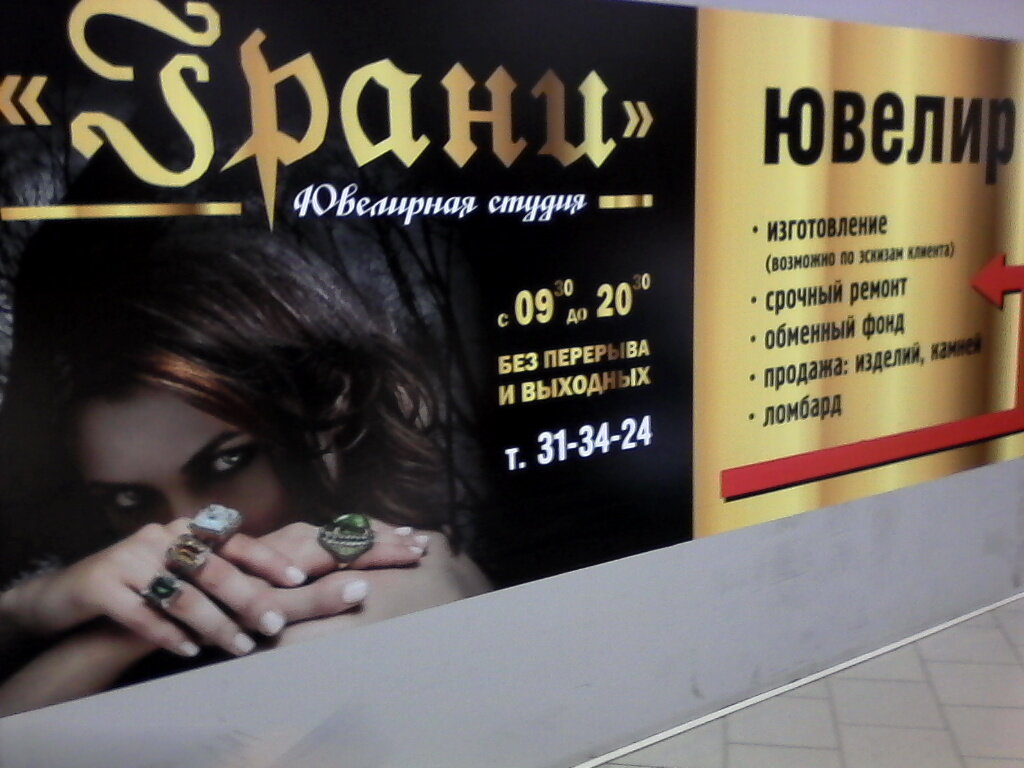 «Грани»
Ювелирная студия
с 09³⁰ до 20³⁰
БЕЗ ПЕРЕРЫВА
И ВЫХОДНЫХ
т. 31-34-24
ювелир
· изготовление
(возможно по эскизам клиента)
· срочный ремонт
· обменный фонд
· продажа: изделий, камней
· ломбард